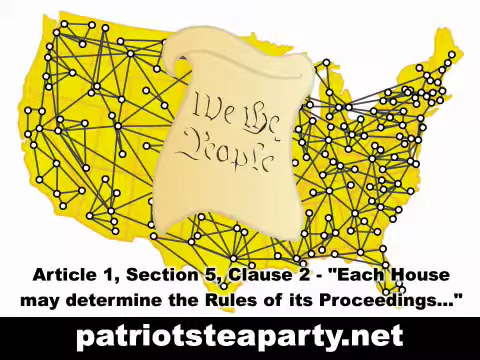 We The
People
Article 1, Section 5, Clause 2 - "Each House
may determine the Rules of its Proceedings..."
patriotsteaparty.net